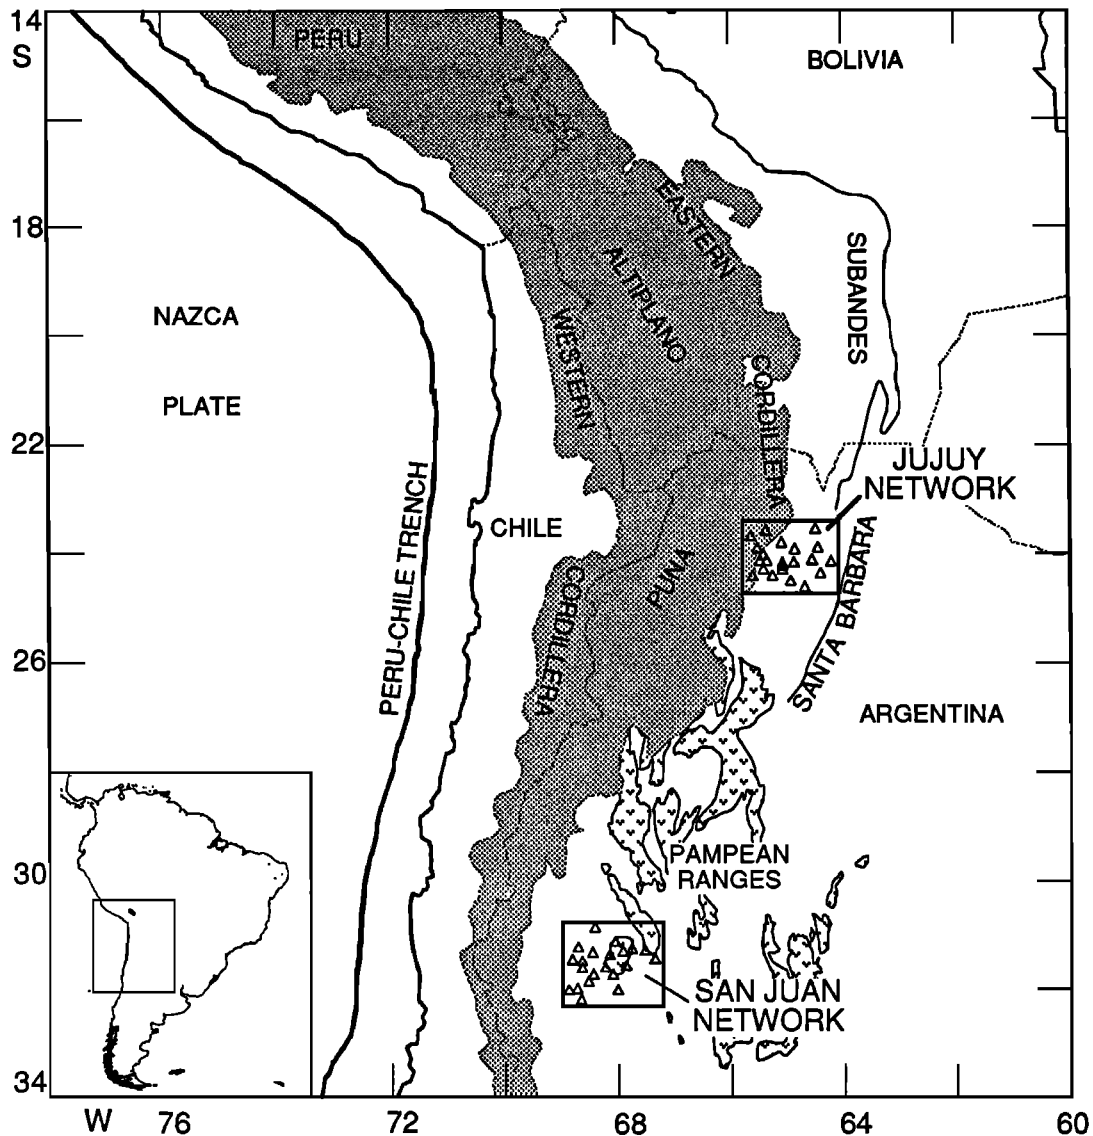 14
S
PERU
BOLIVIA
18
EASTERN
ALTIPLANO
SUBANDES
NAZCA
PLATE
WESTERN
CORDILLERA
22
JUJUY
NETWORK
PERU-CHILE TRENCH
CHILE
PUNA
CORDILLERA
SANTA BARBARA
26
ARGENTINA
30
PAMPEAN
RANGES
SAN JUAN
NETWORK
34
W 76 72 68 64 60